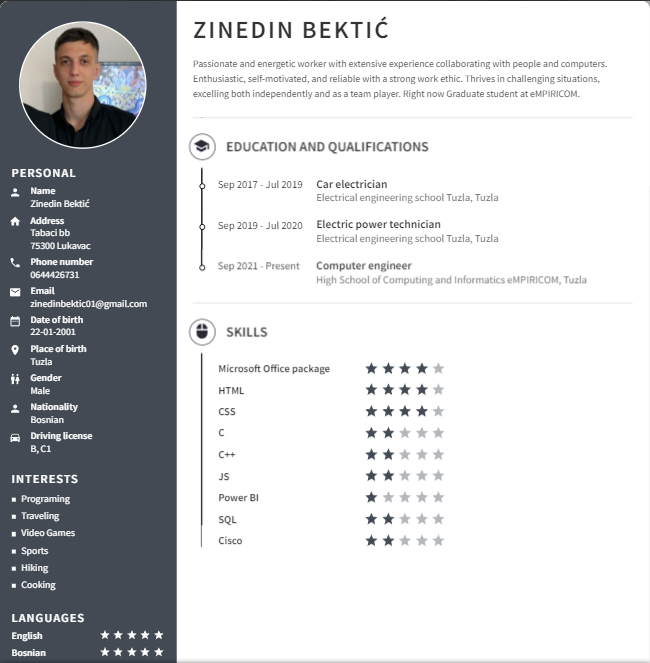 ZINEDIN BEKTIĆ
Passionate and energetic worker with extensive experience collaborating with people and computers.
Enthusiastic, self-motivated, and reliable with a strong work ethic. Thrives in challenging situations,
excelling both independently and as a team player. Right now Graduate student at eMPIRICOM.
PERSONAL
Name
Zinedin Bektić
Address
Tabaci bb
75300 Lukavac
Phone number
0644426731
Email
zinedinbektic01@gmail.com
Date of birth
22-01-2001
Place of birth
Tuzla
Gender
Male
Nationality
Bosnian
Driving license
B, C1
INTERESTS
Programing
Traveling
Video Games
Sports
Hiking
Cooking
LANGUAGES
English
Bosnian
EDUCATION AND QUALIFICATIONS
Sep 2017 - Jul 2019 Car electrician
Electrical engineering school Tuzla, Tuzla
Sep 2019 - Jul 2020 Electric power technician
Electrical engineering school Tuzla, Tuzla
Sep 2021 - Present Computer engineer
High School of Computing and Informatics eMPIRICOM, Tuzla
SKILLS
Microsoft Office package
HTML
CSS
C
C++
JS
Power BI
SQL
Cisco